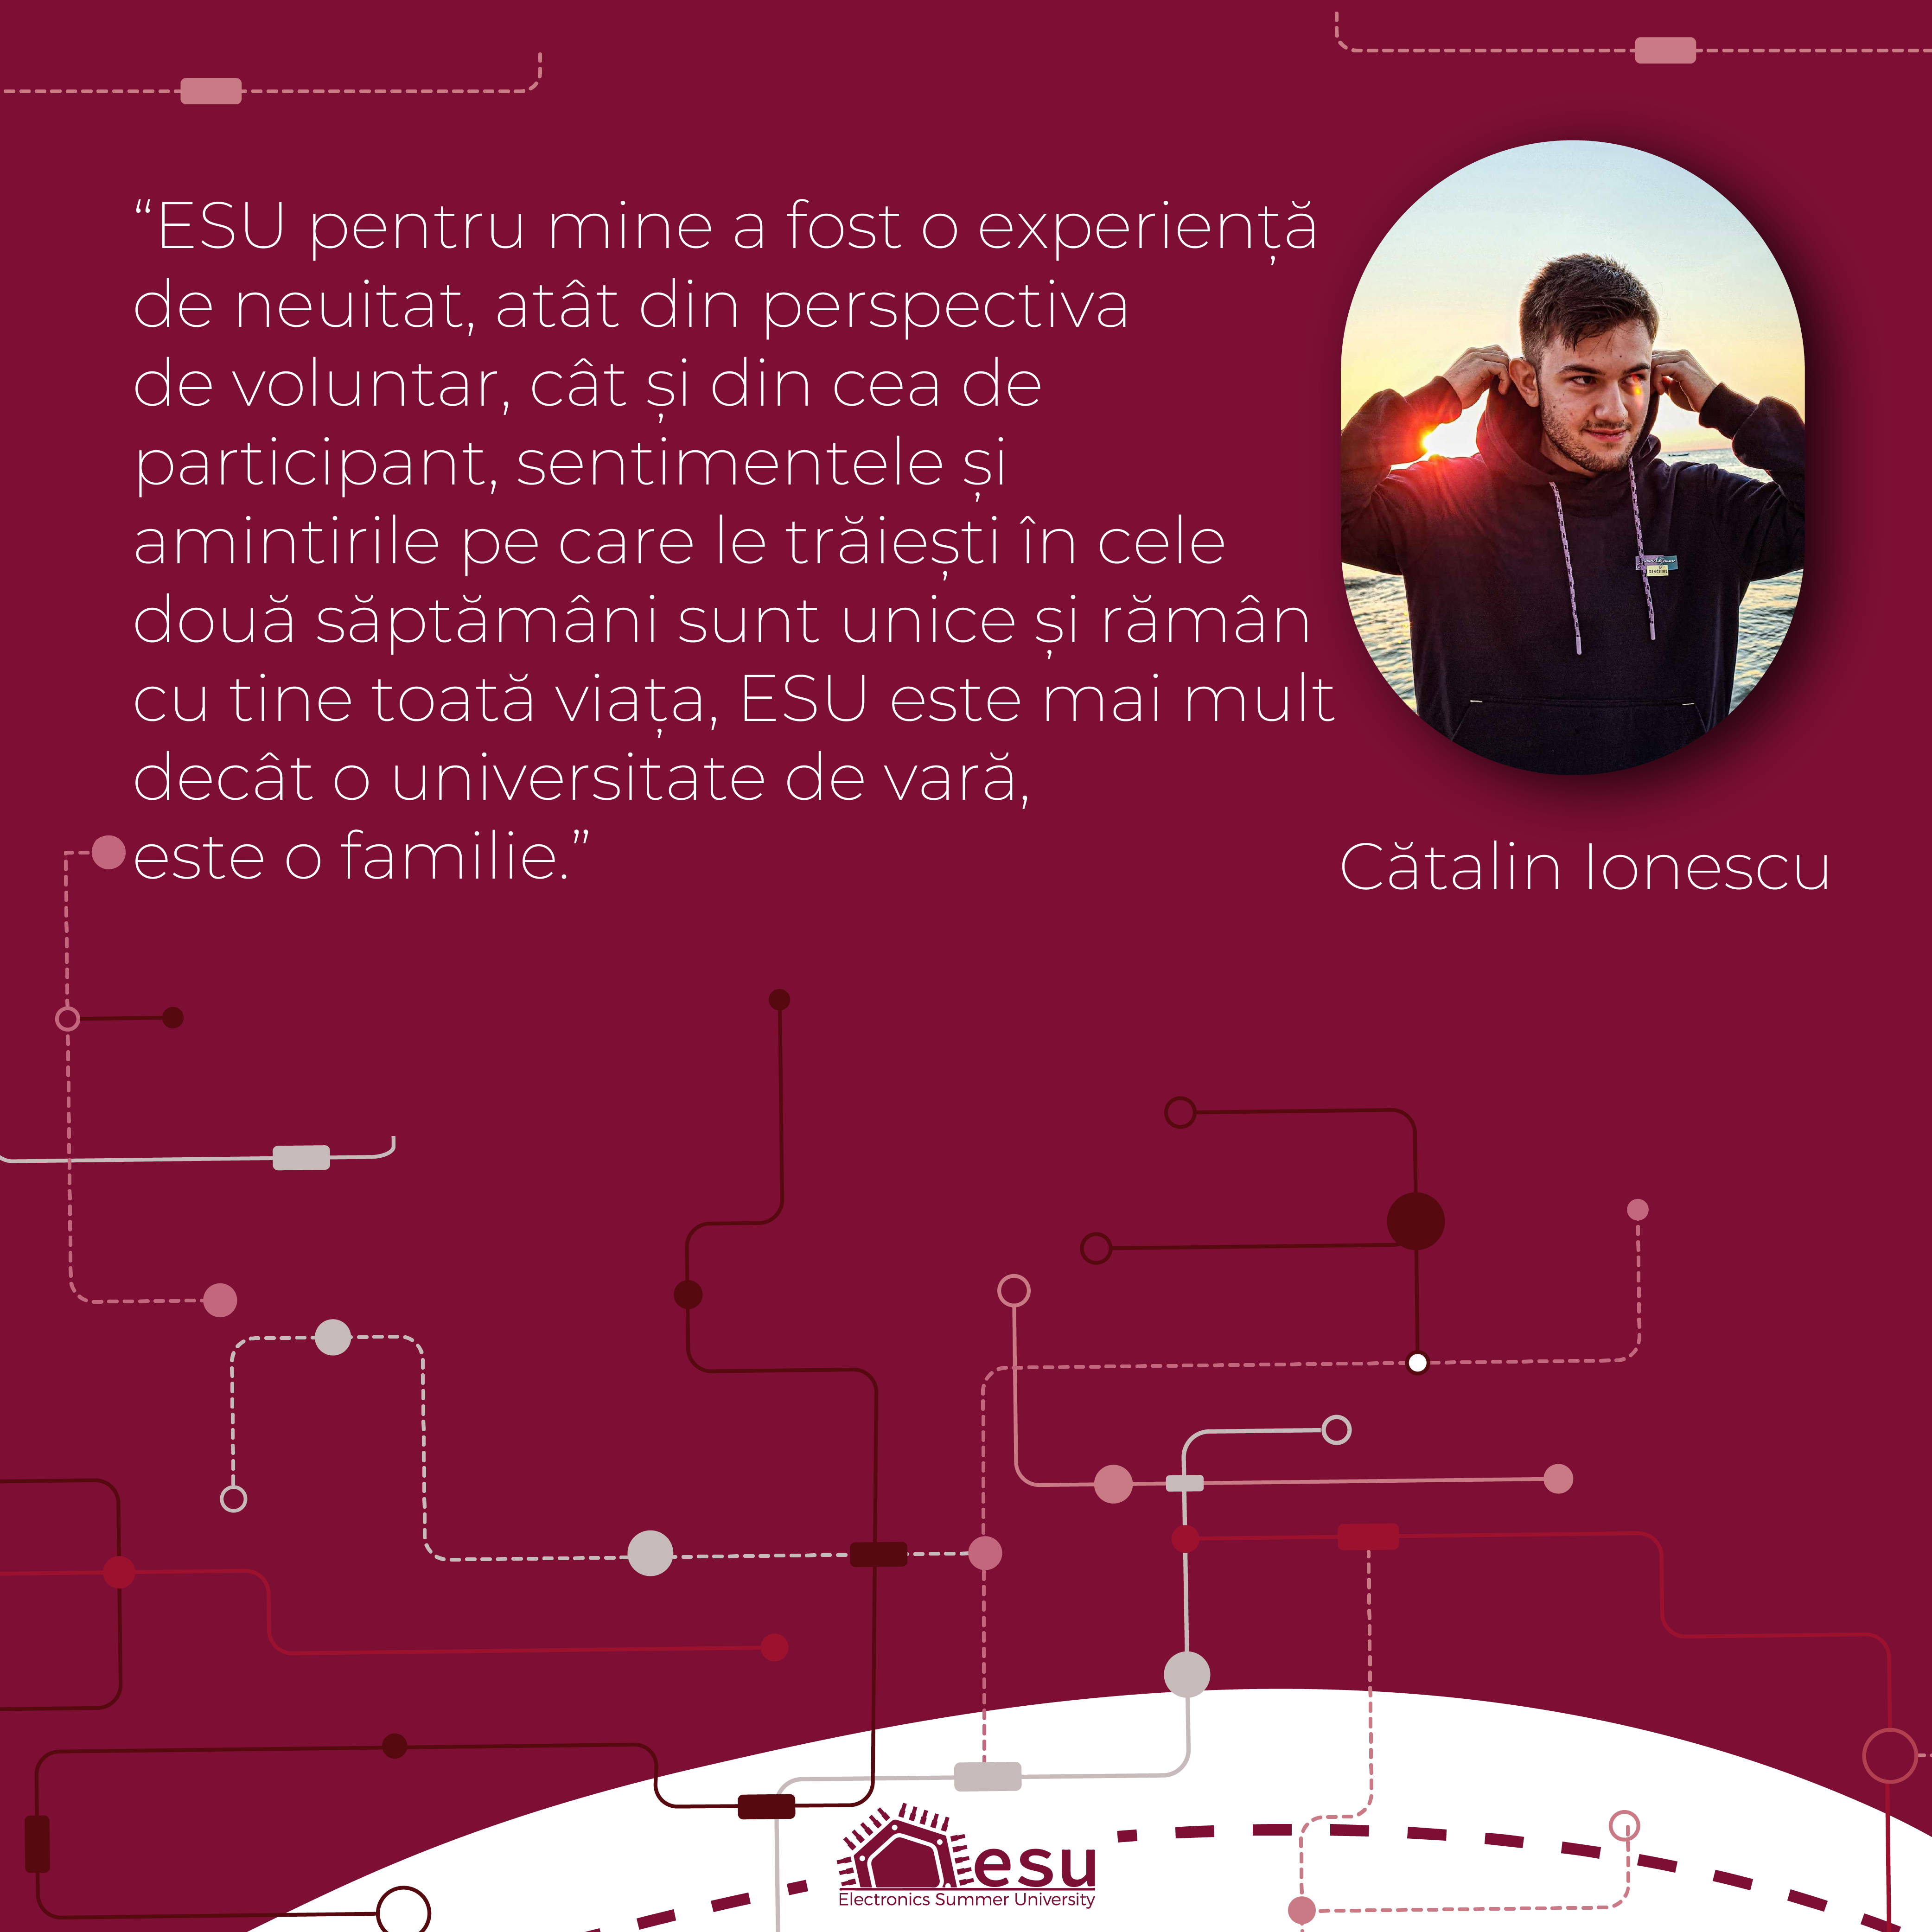 “ESU pentru mine a fost o experiență
de neuitat, atât din perspectiva
de voluntar, cât și din cea de
participant, sentimentele și
amintirile pe care le trăiești în cele
două săptămâni sunt unice și rămân
cu tine toată viața, ESU este mai mult
decât o universitate de vară,
este o familie.”
Cătalin Ionescu
esu
Electronics Summer University